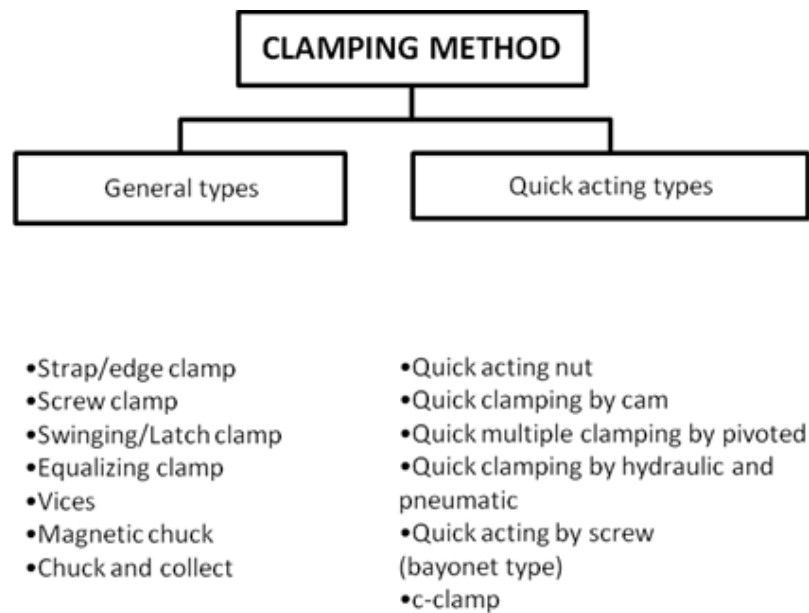 CLAMPING METHOD
General types
Quick acting types
•Strap/edge clamp
•Screw clamp
•Swinging/Latch clamp
•Equalizing clamp
•Vices
•Magnetic chuck
•Chuck and collect
•Quick acting nut
•Quick clamping by cam
•Quick multiple clamping by pivoted
•Quick clamping by hydraulic and
pneumatic
•Quick acting by screw
(bayonet type)
•c-clamp